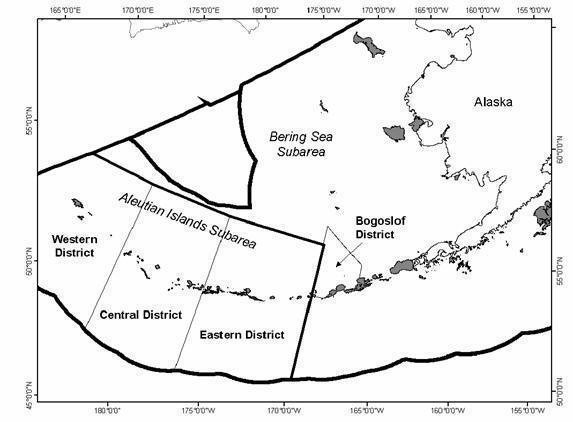 165°0'0"E 170°0'0"E 175°0'0"E 180°0'0" 175°0'0"W 170°0'0"W 165°0'0"W 160°0'0"W 155°0'0"W
55°0'0"N
60°0'0"N
Alaska
Bering Sea
Subarea
Aleutian Islands Subarea
Bogoslof
District
Western
District
50°0'0"N
55°0'0"N
Central District
Eastern District
45°0'0"N
50°0'0"N
180°0'0" 175°0'0"W 170°0'0"W 165°0'0"W 160°0'0"W 155°0'0"W